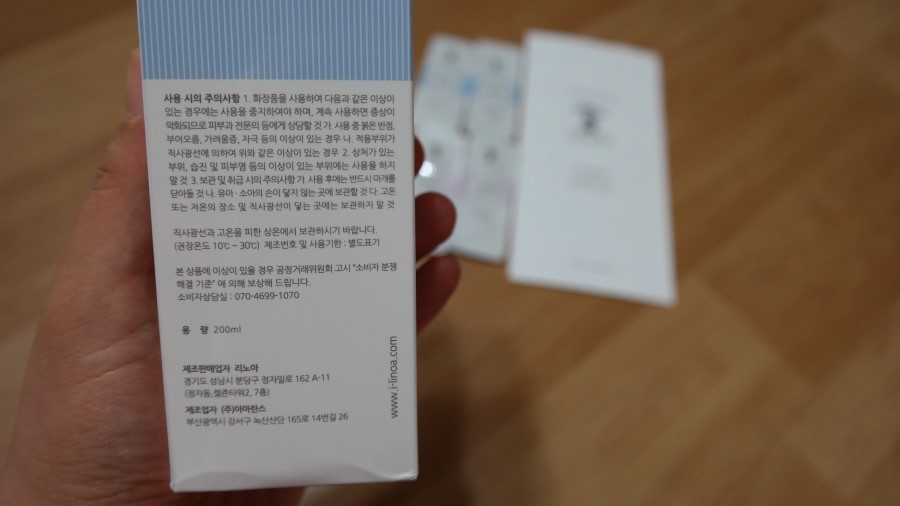 사용 시의 주의사항 1. 화장품을 사용하여 다음과 같은 이상이
있는 경우에는 사용을 중지하여야 하며, 계속 사용하면 증상이
악화되므로 피부과 전문의 등에게 상담할 것 가. 사용 중 붉은 반점,
부어오름, 가려움증, 자극 등의 이상이 있는 경우 나. 적용부위가
직사광선에 의하여 위와 같은 이상이 있는 경우 2. 상처가 있는
부위, 습진 및 피부염 등의 이상이 있는 부위에는 사용을 하지
말 것 3. 보관 및 취급 시의 주의사항 가. 사용 후에는 반드시 마개를
닫아둘 것 나. 유아·소아의 손이 닿지 않는 곳에 보관할 것 다. 고온
또는 저온의 장소 및 직사광선이 닿는 곳에는 보관하지 말 것
직사광선과 고온을 피한 상온에서 보관하시기 바랍니다.
(권장온도 10℃ ~ 30℃) 제조번호 및 사용기한 : 별도표기
본 상품에 이상이 있을 경우 공정거래위원회 고시 "소비자 분쟁
해결 기준" 에 의해 보상해 드립니다.
소비자상담실 : 070-4699-1070
용 량 200ml
제조판매업자 리노아
경기도 성남시 분당구 정자일로 162 A-11
(정자동,젤존타워2, 7층)
제조업자 (주)아마란스
부산광역시 강서구 녹산산단 165로 14번길 26
www.i-linoa.com